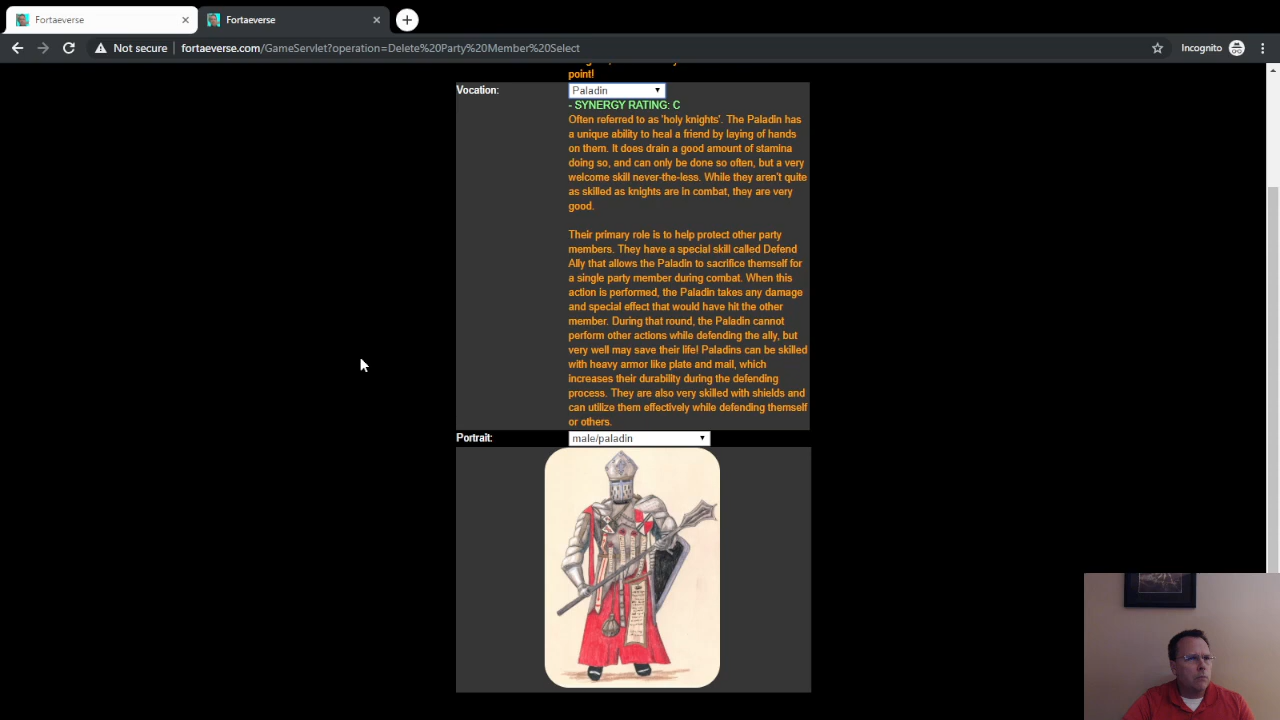 Fortaeverse
Fortaeverse
Not secure | fortaeverse.com/GameServlet?operation=Delete%20Party%20Member%20Select
Incognito
point!
Vocation:
Paladin
- SYNERGY RATING: C
Often referred to as 'holy knights'. The Paladin has
a unique ability to heal a friend by laying of hands
on them. It does drain a good amount of stamina
doing so, and can only be done so often, but a very
welcome skill never-the-less. While they aren't quite
as skilled as knights are in combat, they are very
good.
Their primary role is to help protect other party
members. They have a special skill called Defend
Ally that allows the Paladin to sacrifice themself for
a single party member during combat. When this
action is performed, the Paladin takes any damage
and special effect that would have hit the other
member. During that round, the Paladin cannot
perform other actions while defending the ally, but
very well may save their life! Paladins can be skilled
with heavy armor like plate and mail, which
increases their durability during the defending
process. They are also very skilled with shields and
can utilize them effectively while defending themself
or others.
Portrait:
male/paladin